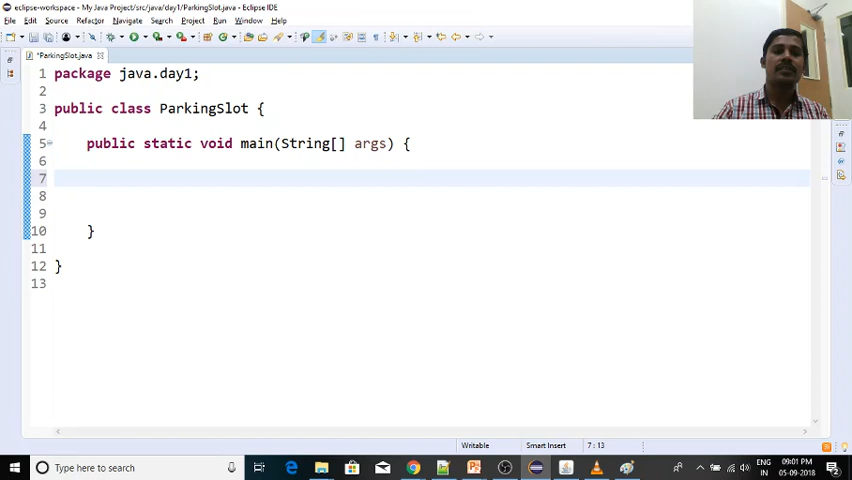 eclipse-workspace - My Java Project/src/java/day1/ParkingSlot.java - Eclipse IDE
File Edit Source Refactor Navigate Search Project Run Window Help
*ParkingSlot.java
1 package java.day1;
2
3 public class ParkingSlot {
4
5 public static void main(String[] args) {
6
7
8
9
10 }
11
12 }
13
Writable Smart Insert 7 : 13
Type here to search
ENG 09:01 PM
IN 05-09-2018
2